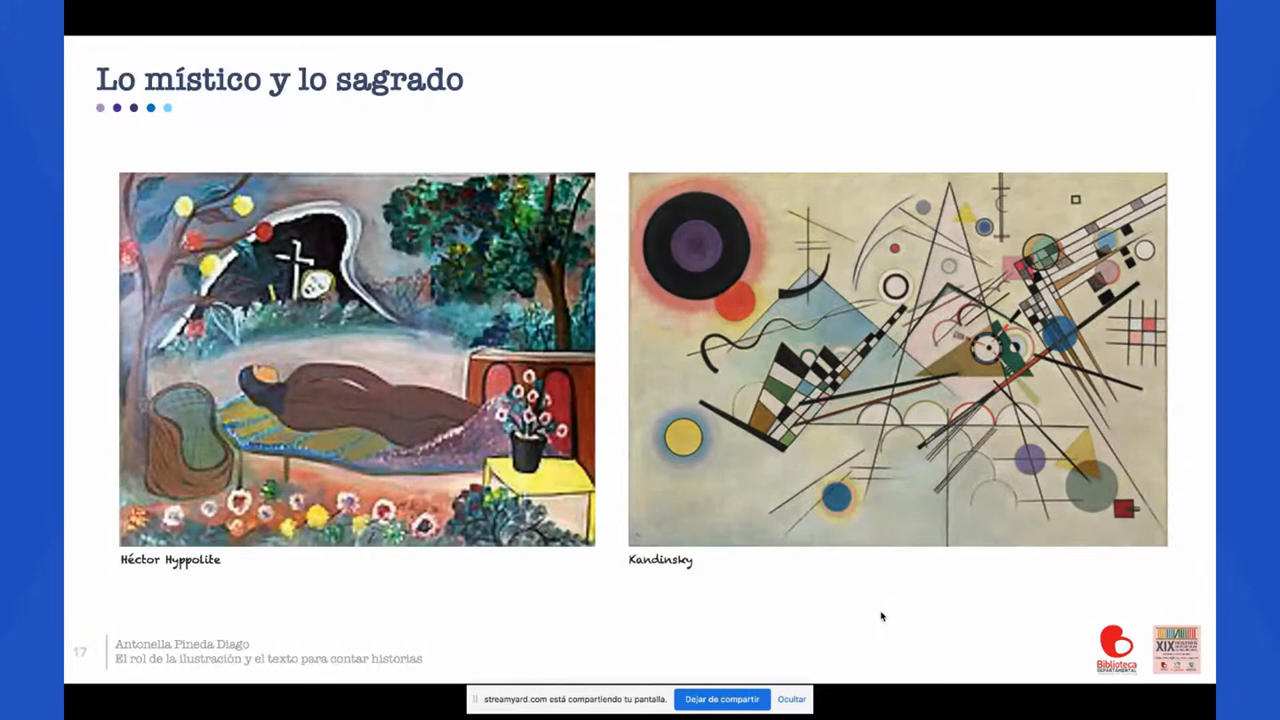 Lo místico y lo sagrado
Héctor Hyppolite
Kandinsky
17
Antonella Pineda Diago
El rol de la ilustración y el texto para contar historias
Biblioteca
DEPARTAMENTAL
XIX
streamyard.com está compartiendo tu pantalla.
Dejar de compartir
Ocultar